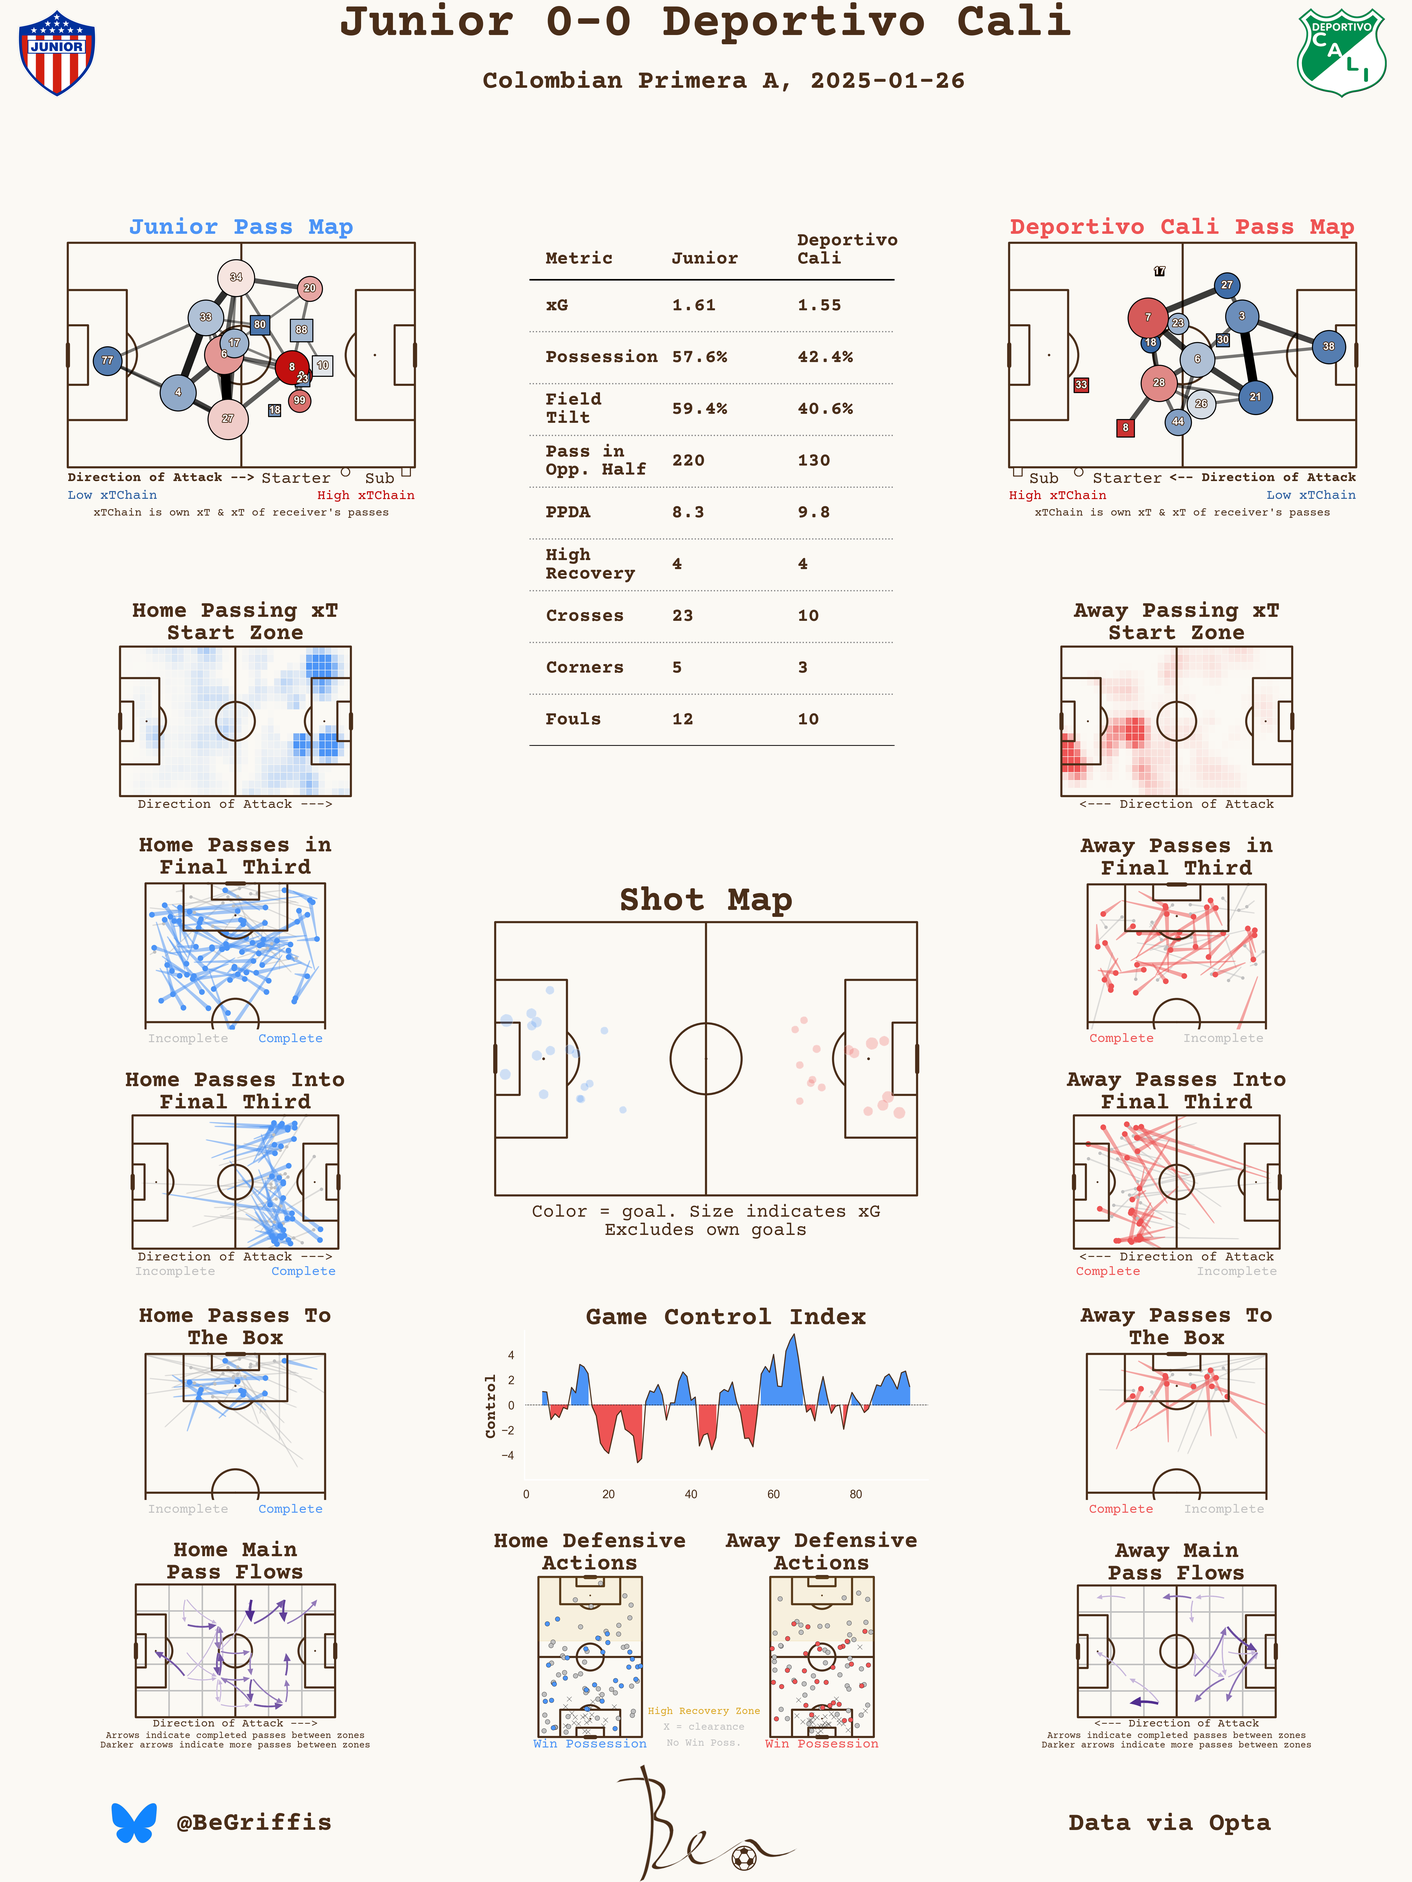 Junior 0-0 Deportivo Cali
Colombian Primera A, 2025-01-26
JUNIOR
DEPORTIVO
CALI
Junior Pass Map
34
20
33
80
88
17
6
77
8
10
23
4
99
18
27
Direction of Attack --> Starter Sub
Low xTChain High xTChain
xTChain is own xT & xT of receiver's passes
Metric Junior Deportivo
Cali
xG 1.61 1.55
Possession 57.6% 42.4%
Field
Tilt 59.4% 40.6%
Pass in
Opp. Half 220 130
PPDA 8.3 9.8
High
Recovery 4 4
Crosses 23 10
Corners 5 3
Fouls 12 10
Deportivo Cali Pass Map
17
27
7
23
3
18
30
38
6
33
28
26
21
8
44
Sub Starter <-- Direction of Attack
High xTChain Low xTChain
xTChain is own xT & xT of receiver's passes
Home Passing xT
Start Zone
Direction of Attack --->
Away Passing xT
Start Zone
<--- Direction of Attack
Home Passes in
Final Third
Incomplete Complete
Shot Map
Color = goal. Size indicates xG
Excludes own goals
Away Passes in
Final Third
Complete Incomplete
Home Passes Into
Final Third
Direction of Attack --->
Incomplete Complete
Away Passes Into
Final Third
<--- Direction of Attack
Complete Incomplete
Home Passes To
The Box
Incomplete Complete
Game Control Index
Control
4
2
0
−2
−4
0 20 40 60 80
Away Passes To
The Box
Complete Incomplete
Home Main
Pass Flows
Direction of Attack --->
Arrows indicate completed passes between zones
Darker arrows indicate more passes between zones
Home Defensive
Actions
Win Possession
High Recovery Zone
X = clearance
No Win Poss.
Away Defensive
Actions
Win Possession
Away Main
Pass Flows
<--- Direction of Attack
Arrows indicate completed passes between zones
Darker arrows indicate more passes between zones
@BeGriffis
Ben
Data via Opta